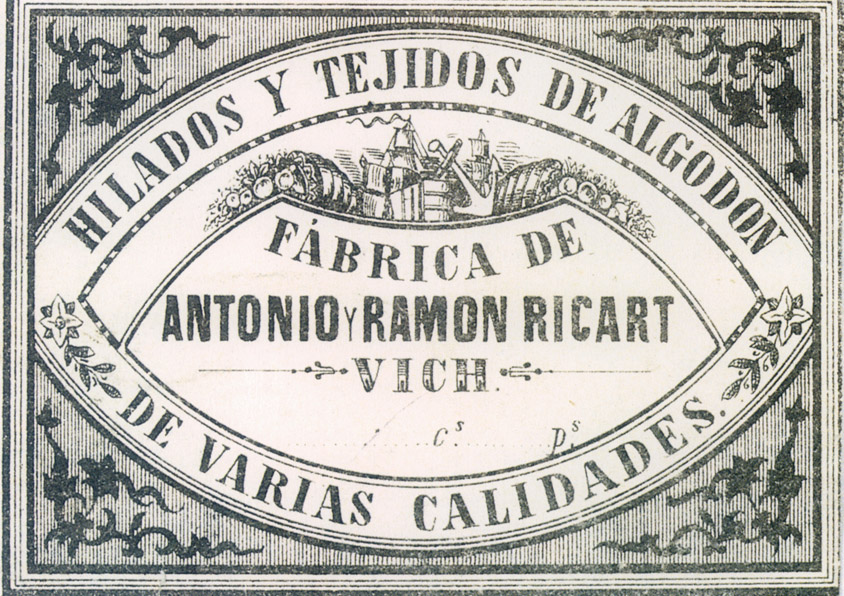 HILADOS Y TEJIDOS DE ALGODON
FÁBRICA DE
ANTONIO Y RAMON RICART
VICH.
c.s p.s
DE VARIAS CALIDADES.